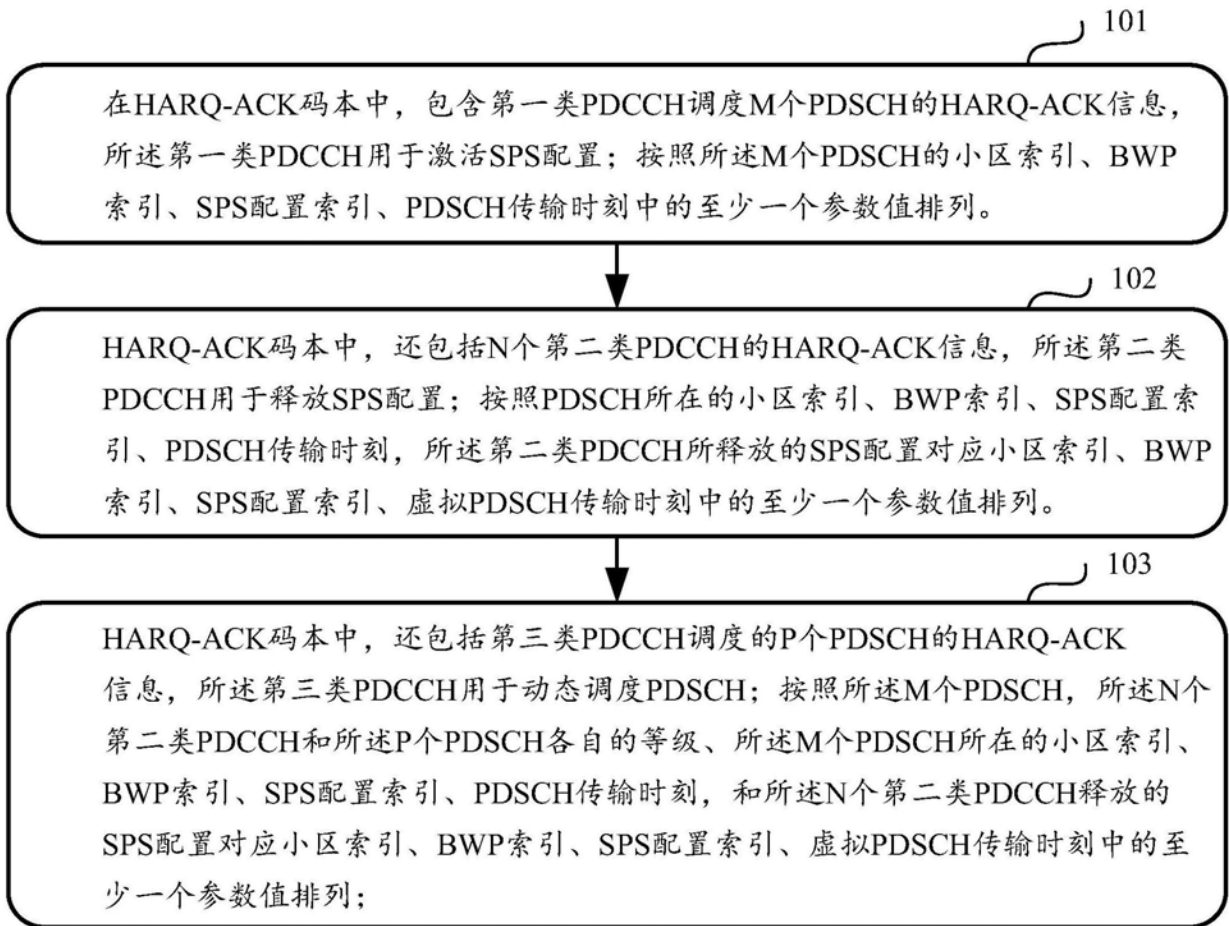 101
在HARQ-ACK码本中，包含第一类PDCCH调度M个PDSCH的HARQ-ACK信息，
所述第一类PDCCH用于激活SPS配置；按照所述M个PDSCH的小区索引、BWP
索引、SPS配置索引、PDSCH传输时刻中的至少一个参数值排列。
102
HARQ-ACK码本中，还包括N个第二类PDCCH的HARQ-ACK信息，所述第二类
PDCCH用于释放SPS配置；按照PDSCH所在的小区索引、BWP索引、SPS配置索
引、PDSCH传输时刻，所述第二类PDCCH所释放的SPS配置对应小区索引、BWP
索引、SPS配置索引、虚拟PDSCH传输时刻中的至少一个参数值排列。
103
HARQ-ACK码本中，还包括第三类PDCCH调度的P个PDSCH的HARQ-ACK
信息，所述第三类PDCCH用于动态调度PDSCH；按照所述M个PDSCH，所述N个
第二类PDCCH和所述P个PDSCH各自的等级、所述M个PDSCH所在的小区索引、
BWP索引、SPS配置索引、PDSCH传输时刻，和所述N个第二类PDCCH释放的
SPS配置对应小区索引、BWP索引、SPS配置索引、虚拟PDSCH传输时刻中的至
少一个参数值排列；